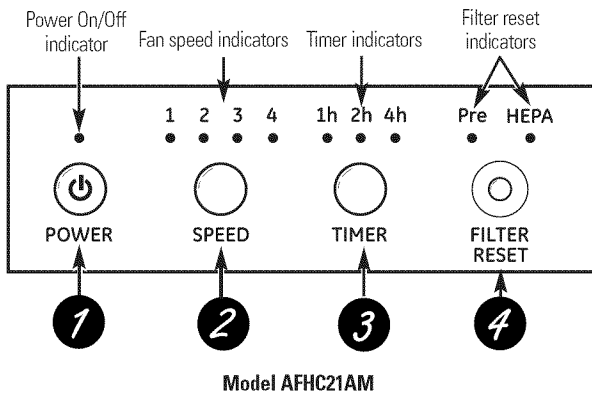 Power On/Off
indicator
Fan speed indicators
Timer indicators
Filter reset
indicators
1 2 3 4
1h 2h 4h
Pre HEPA
POWER
SPEED
TIMER
FILTER
RESET
1
2
3
4
Model AFHC21AM